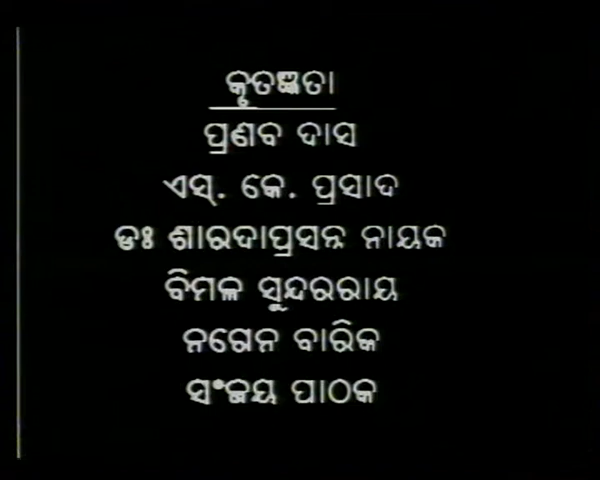 କୃତଜ୍ଞତା
ପ୍ରଣବ ଦାସ
ଏସ୍. କେ. ପ୍ରସାଦ
ଡଃ ଶାରଦାପ୍ରସନ୍ନ ନାୟକ
ବିମଳ ସୁନ୍ଦରରାୟ
ନଗେନ ବାରିକ
ସଂଜୟ ପାଠକ